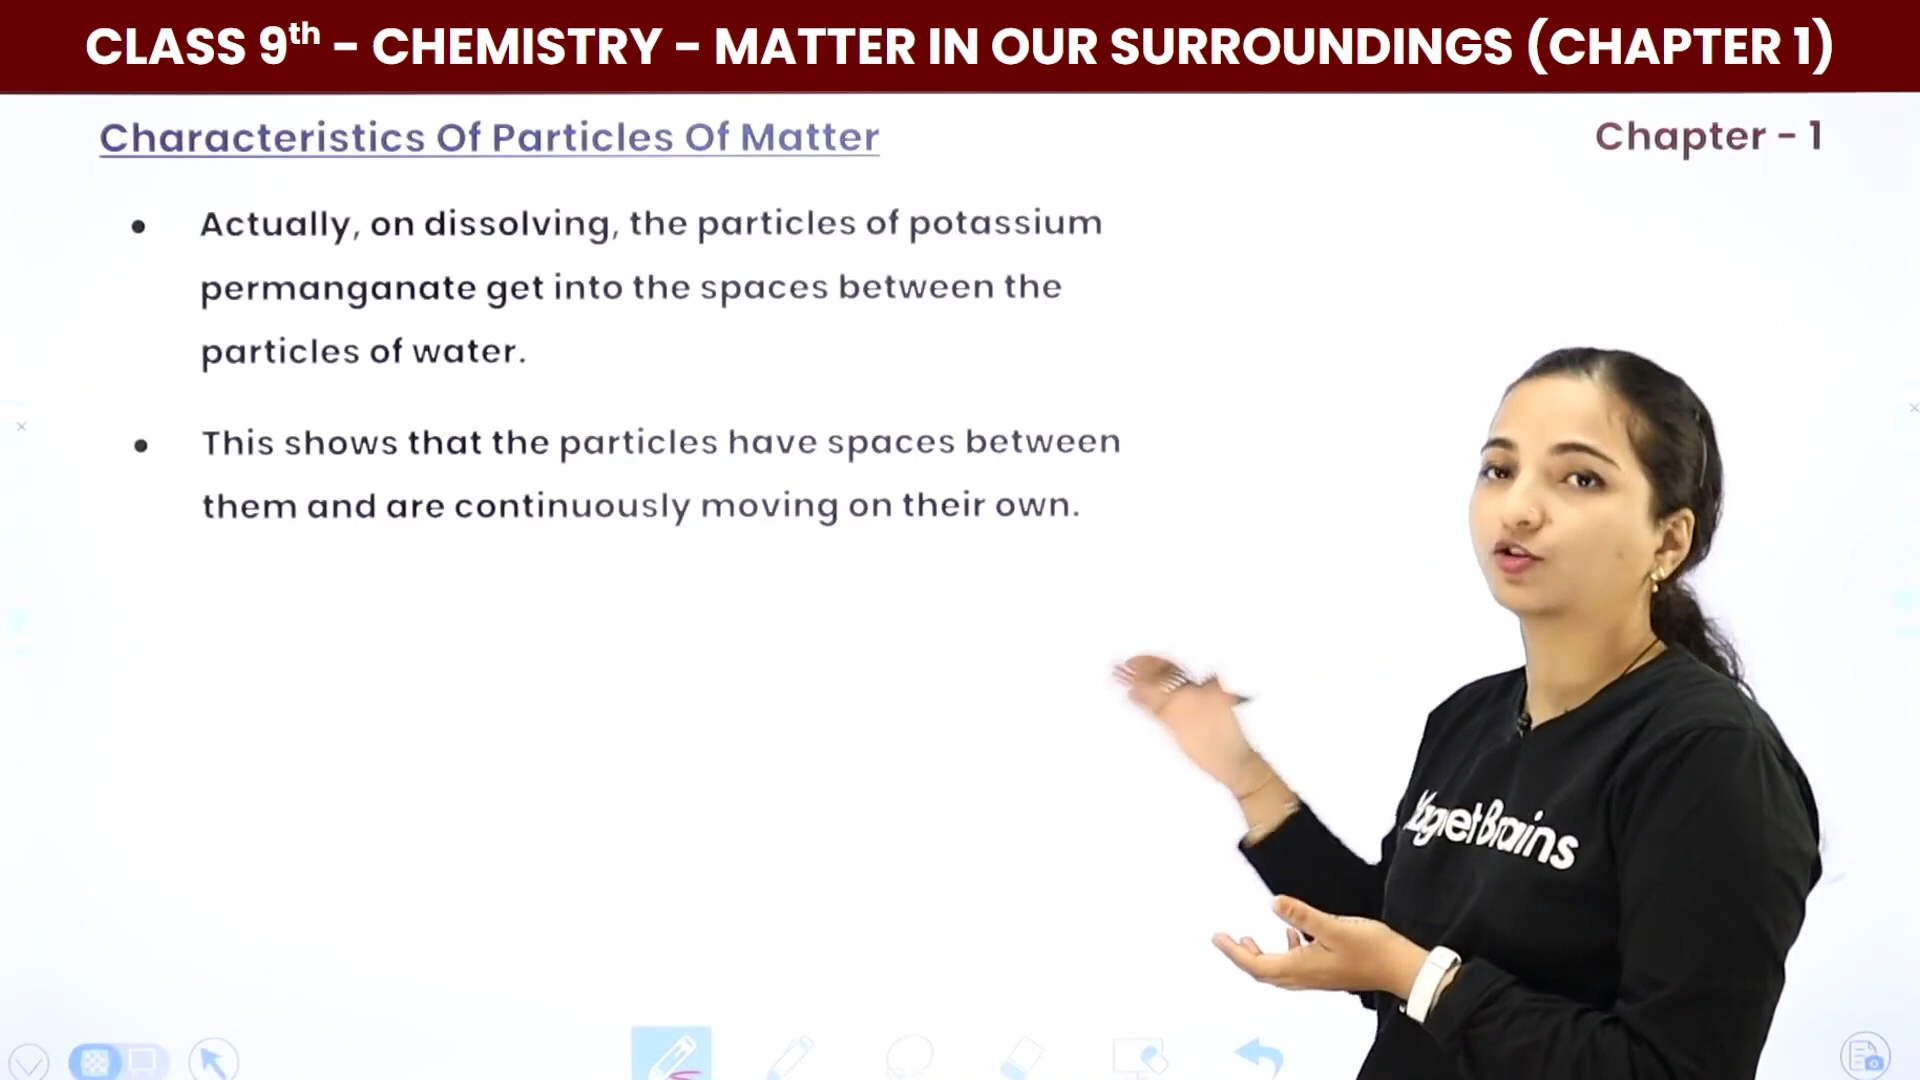 CLASS 9th – CHEMISTRY – MATTER IN OUR SURROUNDINGS (CHAPTER 1)
Characteristics Of Particles Of Matter
Chapter – 1
• Actually, on dissolving, the particles of potassium
permanganate get into the spaces between the
particles of water.
• This shows that the particles have spaces between
them and are continuously moving on their own.
Brains